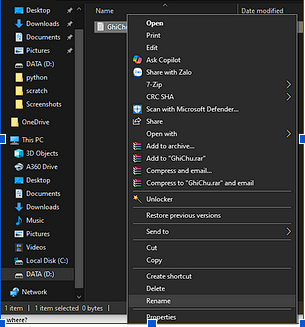 Name
Date modified
GhiChu
Desktop
Downloads
Documents
Pictures
DATA (D:)
python
scratch
Screenshots
OneDrive
This PC
3D Objects
A360 Drive
Desktop
Documents
Downloads
Music
Pictures
Videos
Local Disk (C:)
DATA (D:)
Network
Open
Print
Edit
Ask Copilot
Share with Zalo
7-Zip
CRC SHA
Scan with Microsoft Defender...
Share
Open with
Add to archive...
Add to "GhiChu.rar"
Compress and email...
Compress to "GhiChu.rar" and email
Unlocker
Restore previous versions
Send to
Cut
Copy
Create shortcut
Delete
Rename
Properties
1 item
1 item selected 0 bytes
where?